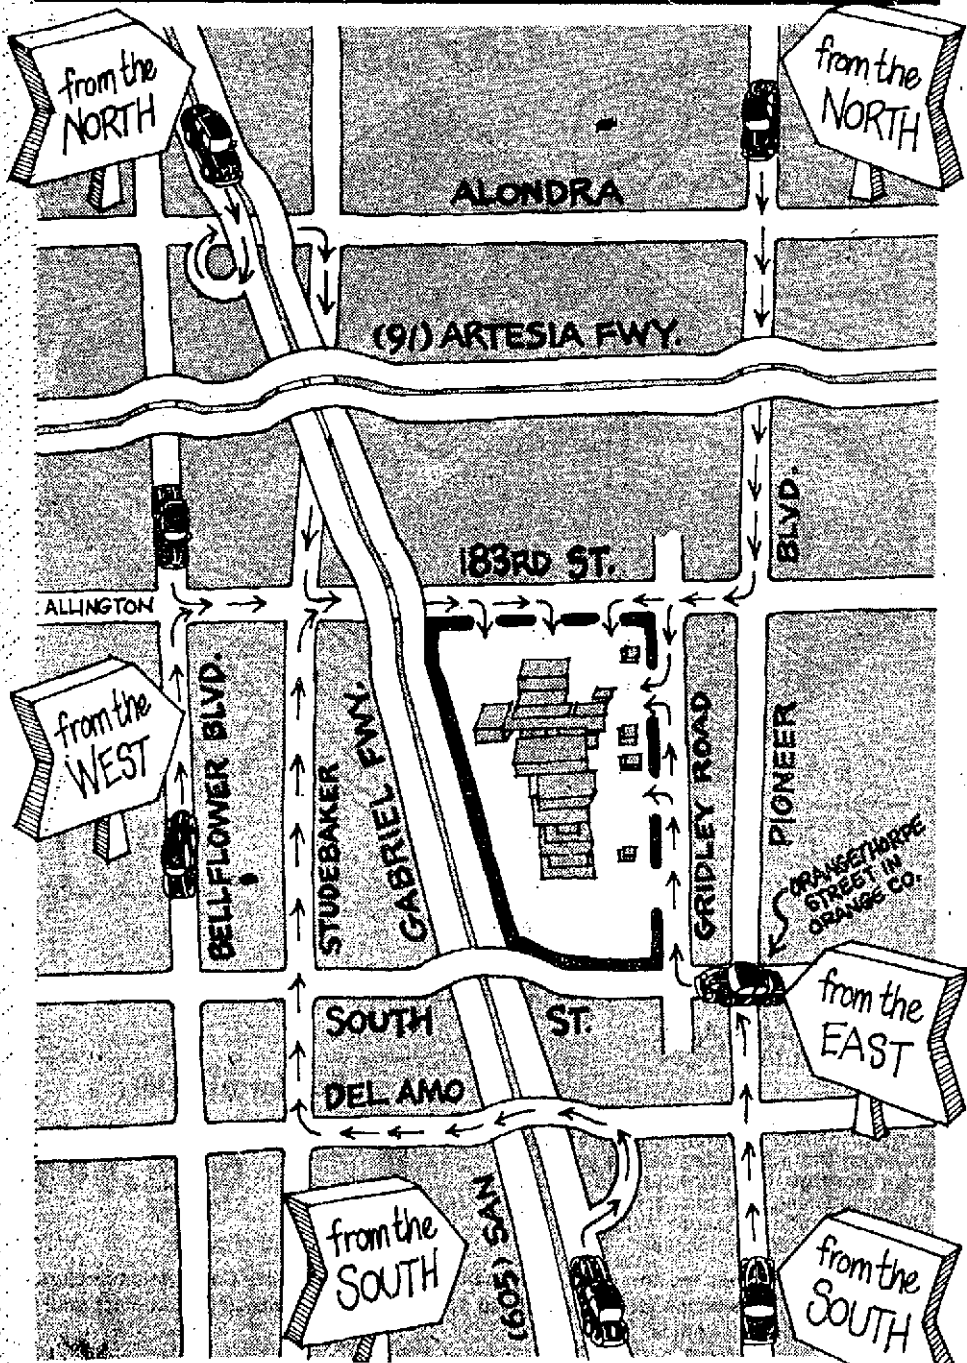 from the
NORTH
from the
NORTH
ALONDRA
(91) ARTESIA FWY.
BLVD.
183RD ST.
ALLINGTON
from the
WEST
BELLFLOWER BLVD.
STUDEBAKER
GABRIEL FWY.
GRIDLEY ROAD
PIONEER
ORANGETHORPE
STREET IN
ORANGE CO.
from the
EAST
SOUTH ST.
DEL AMO
from the
SOUTH
(605) SAN
from the
SOUTH